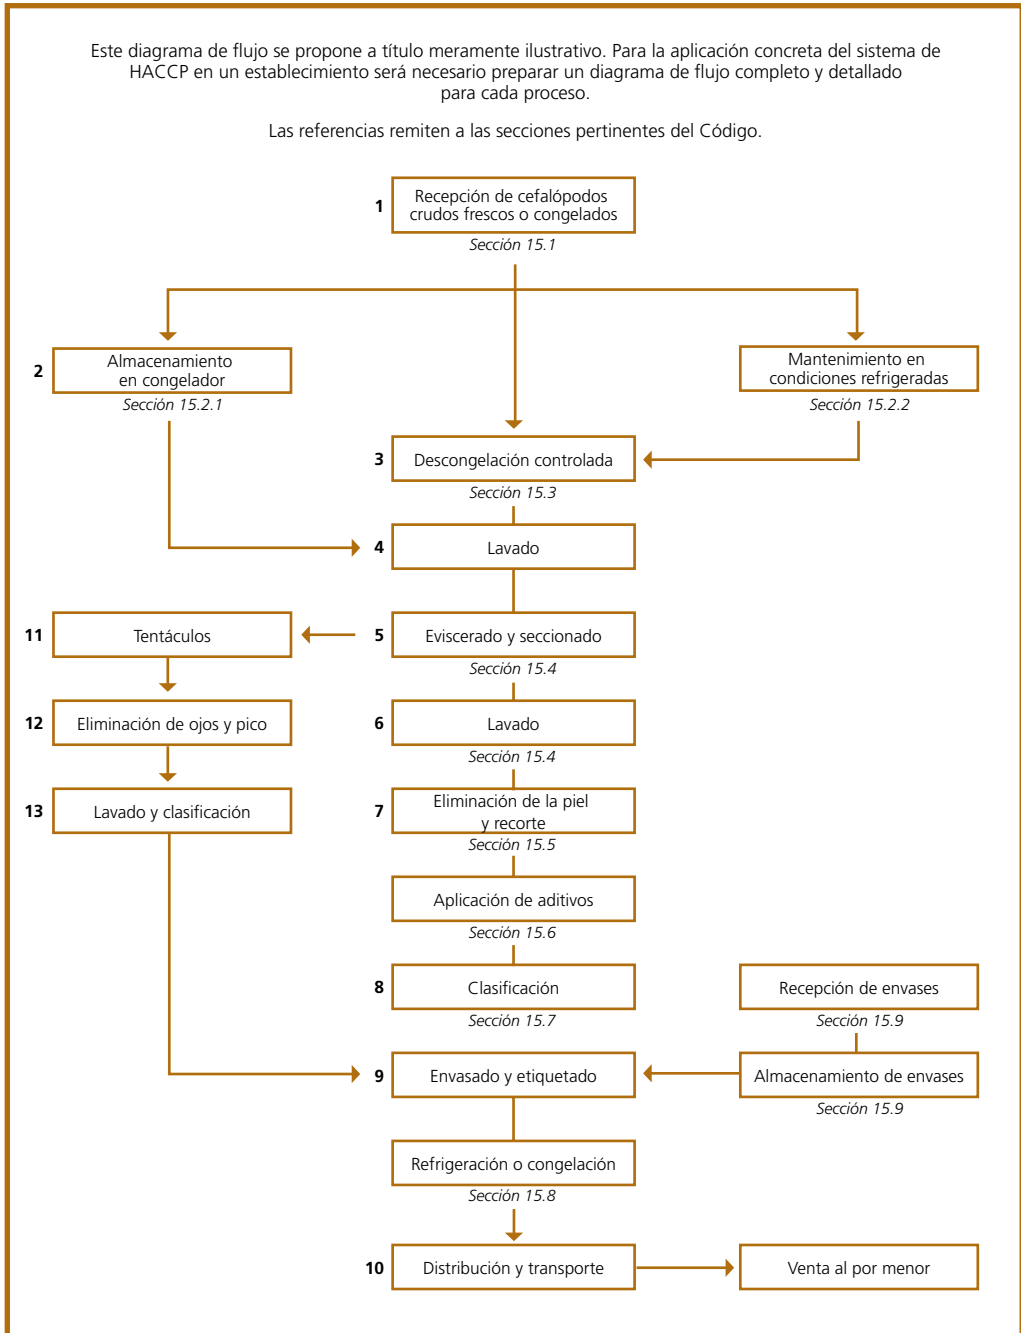 Este diagrama de flujo se propone a título meramente ilustrativo. Para la aplicación concreta del sistema de
HACCP en un establecimiento será necesario preparar un diagrama de flujo completo y detallado
para cada proceso.
Las referencias remiten a las secciones pertinentes del Código.
1
Recepción de cefalópodos
crudos frescos o congelados
Sección 15.1
2
Almacenamiento
en congelador
Sección 15.2.1
Mantenimiento en
condiciones refrigeradas
Sección 15.2.2
3
Descongelación controlada
Sección 15.3
4
Lavado
11
Tentáculos
5
Eviscerado y seccionado
Sección 15.4
12
Eliminación de ojos y pico
6
Lavado
Sección 15.4
13
Lavado y clasificación
7
Eliminación de la piel
y recorte
Sección 15.5
Aplicación de aditivos
Sección 15.6
8
Clasificación
Sección 15.7
Recepción de envases
Sección 15.9
9
Envasado y etiquetado
Almacenamiento de envases
Sección 15.9
Refrigeración o congelación
Sección 15.8
10
Distribución y transporte
Venta al por menor